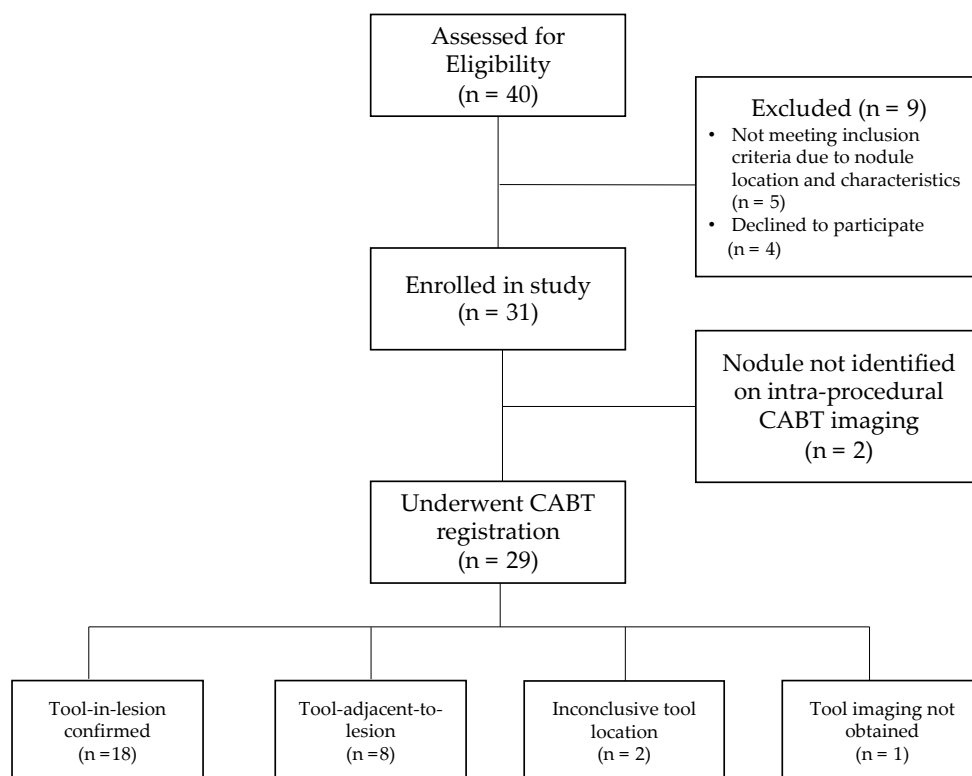 Assessed for
Eligibility
(n = 40)
Excluded (n = 9)
• Not meeting inclusion
criteria due to nodule
location and characteristics
(n = 5)
• Declined to participate
(n = 4)
Enrolled in study
(n = 31)
Nodule not identified
on intra-procedural
CABT imaging
(n = 2)
Underwent CABT
registration
(n = 29)
Tool-in-lesion
confirmed
(n =18)
Tool-adjacent-to-
lesion
(n =8)
Inconclusive tool
location
(n = 2)
Tool imaging not
obtained
(n = 1)